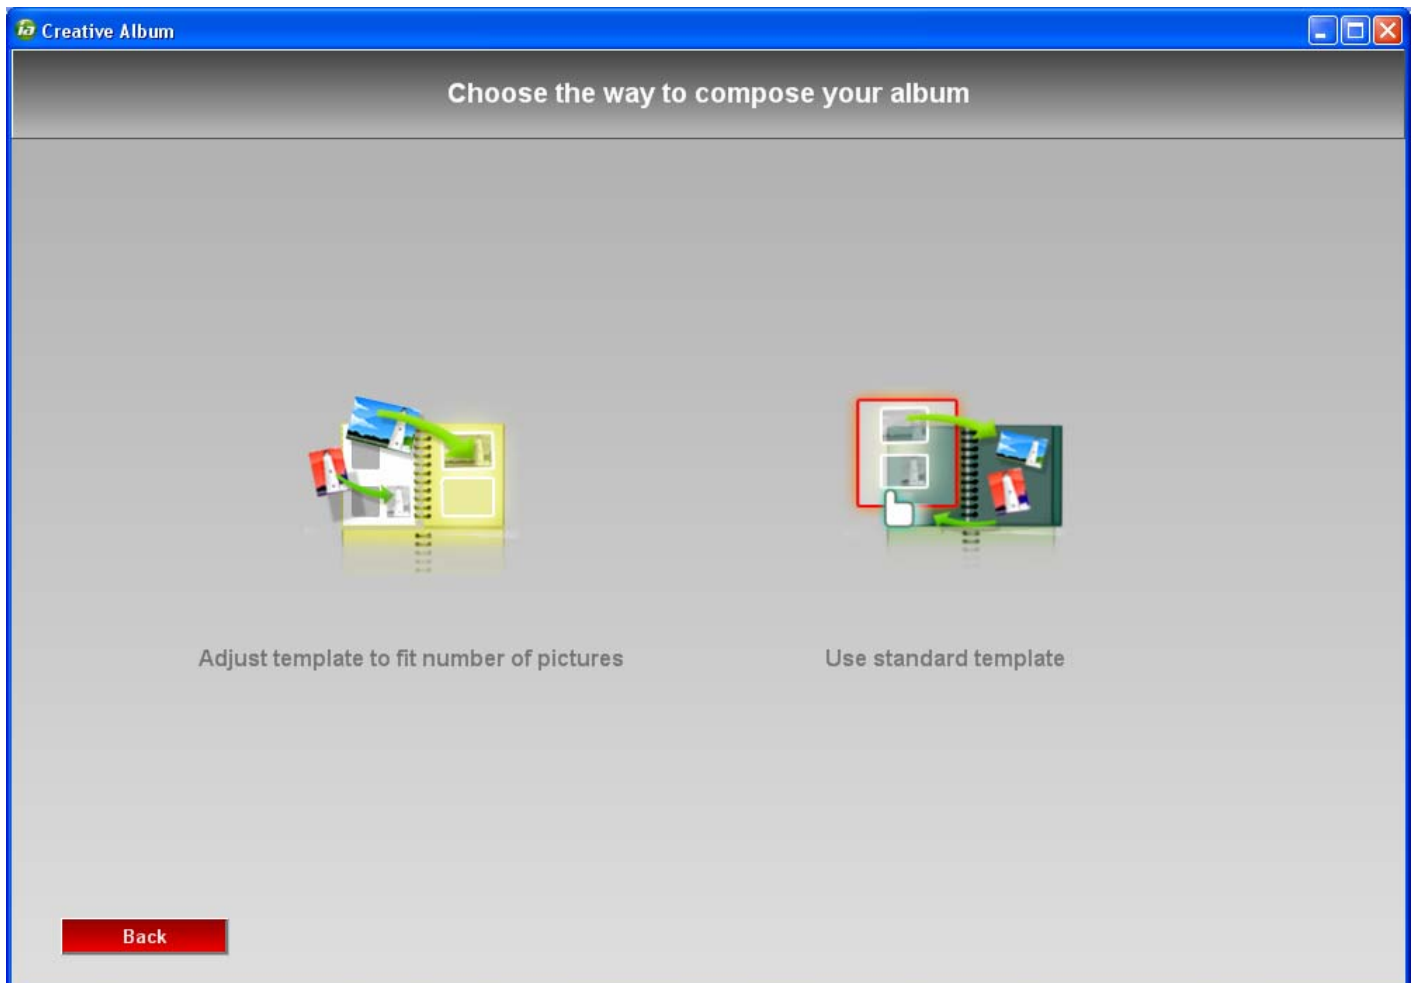 Creative Album
Choose the way to compose your album
Adjust template to fit number of pictures
Use standard template
Back